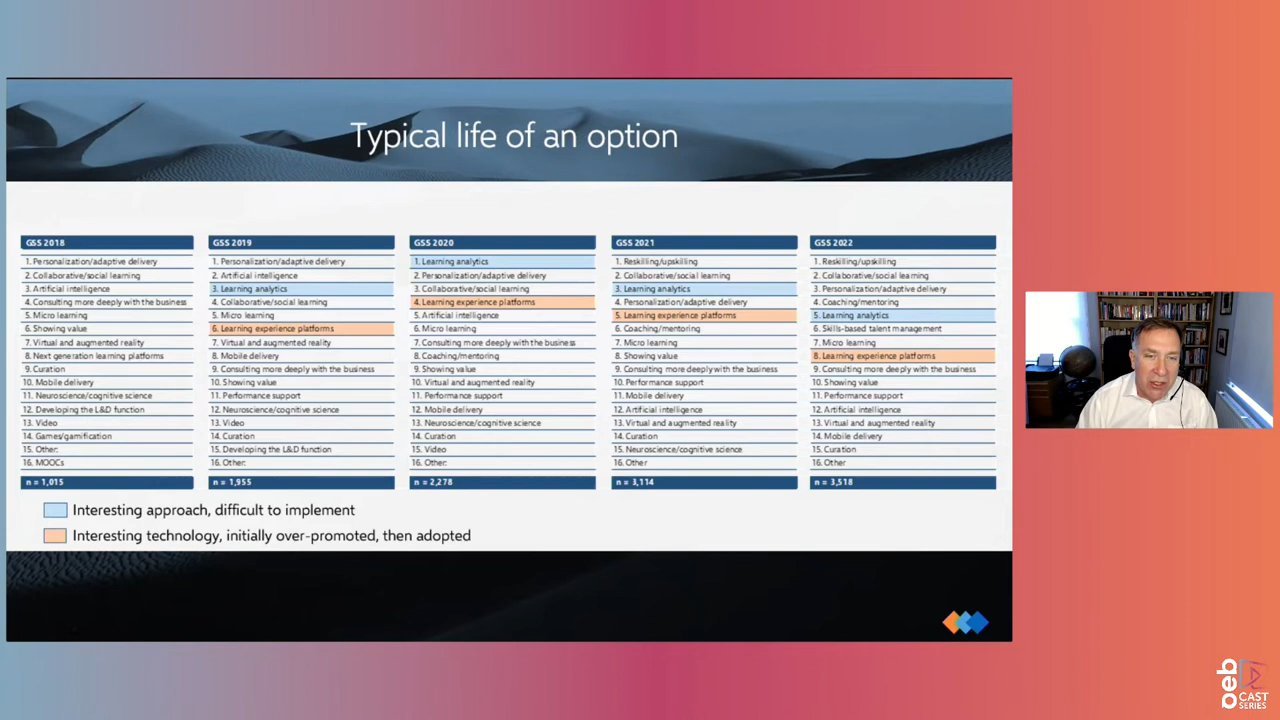 Typical life of an option
GSS 2018
1. Personalization/adaptive delivery
2. Collaborative/social learning
3. Artificial intelligence
4. Consulting more deeply with the business
5. Micro learning
6. Showing value
7. Virtual and augmented reality
8. Next generation learning platforms
9. Curation
10. Mobile delivery
11. Neuroscience/cognitive science
12. Developing the L&D function
13. Video
14. Games/gamification
15. Other:
16. MOOCs
n = 1,015
GSS 2019
1. Personalization/adaptive delivery
2. Artificial intelligence
3. Learning analytics
4. Collaborative/social learning
5. Micro learning
6. Learning experience platforms
7. Virtual and augmented reality
8. Mobile delivery
9. Consulting more deeply with the business
10. Showing value
11. Performance support
12. Neuroscience/cognitive science
13. Video
14. Curation
15. Developing the L&D function
16. Other:
n = 1,955
GSS 2020
1. Learning analytics
2. Personalization/adaptive delivery
3. Collaborative/social learning
4. Learning experience platforms
5. Artificial intelligence
6. Micro learning
7. Consulting more deeply with the business
8. Coaching/mentoring
9. Showing value
10. Virtual and augmented reality
11. Performance support
12. Mobile delivery
13. Neuroscience/cognitive science
14. Curation
15. Video
16. Other:
n = 2,278
GSS 2021
1. Reskilling/upskilling
2. Collaborative/social learning
3. Learning analytics
4. Personalization/adaptive delivery
5. Learning experience platforms
6. Coaching/mentoring
7. Micro learning
8. Showing value
9. Consulting more deeply with the business
10. Performance support
11. Mobile delivery
12. Artificial intelligence
13. Virtual and augmented reality
14. Curation
15. Neuroscience/cognitive science
16. Other
n = 3,114
GSS 2022
1. Reskilling/upskilling
2. Collaborative/social learning
3. Personalization/adaptive delivery
4. Coaching/mentoring
5. Learning analytics
6. Skills-based talent management
7. Micro learning
8. Learning experience platforms
9. Consulting more deeply with the business
10. Showing value
11. Performance support
12. Artificial intelligence
13. Virtual and augmented reality
14. Mobile delivery
15. Curation
16. Other
n = 3,518
Interesting approach, difficult to implement
Interesting technology, initially over-promoted, then adopted
oeb
CAST
SERIES